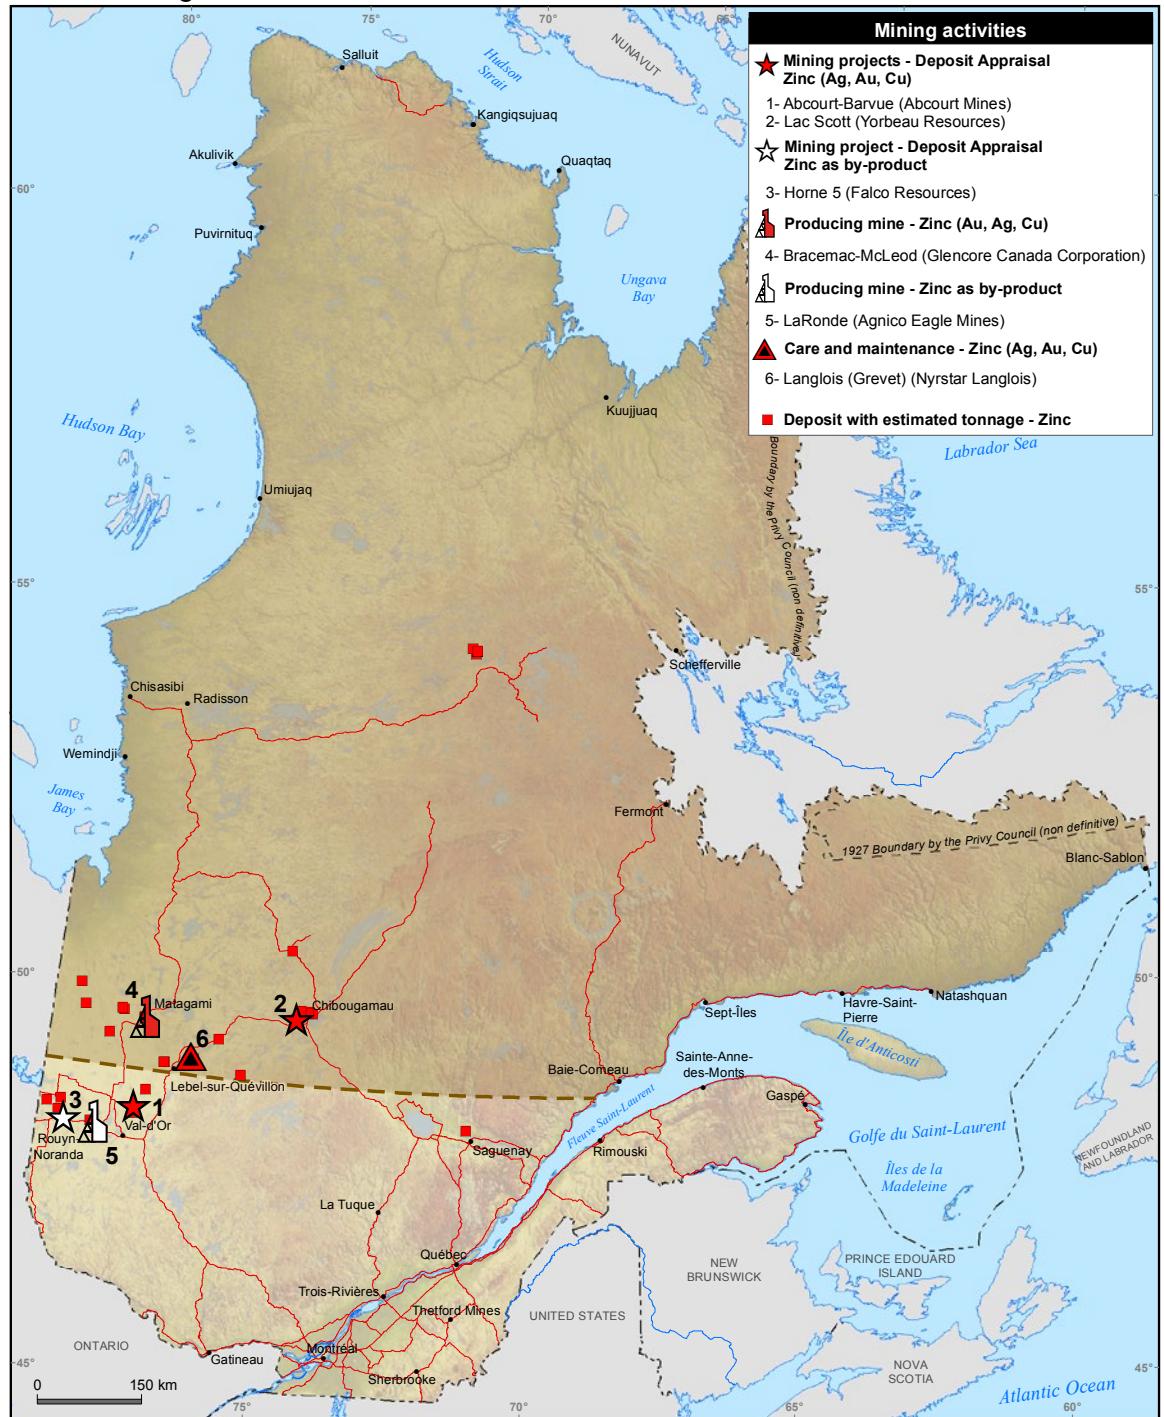 80°
75°
70°
Mining activities
Mining projects - Deposit Appraisal
Zinc (Ag, Au, Cu)
1- Abcourt-Barvue (Abcourt Mines)
2- Lac Scott (Yorbeau Resources)
Mining project - Deposit Appraisal
Zinc as by-product
3- Horne 5 (Falco Resources)
Producing mine - Zinc (Au, Ag, Cu)
4- Bracemac-McLeod (Glencore Canada Corporation)
Producing mine - Zinc as by-product
5- LaRonde (Agnico Eagle Mines)
Care and maintenance - Zinc (Ag, Au, Cu)
6- Langlois (Grevet) (Nyrstar Langlois)
Deposit with estimated tonnage - Zinc
NUNAVUT
Salluit
Hudson
Strait
Kangiqsujuaq
Akulivik
Quaqtaq
60°
Puvirnituq
Ungava
Bay
Kuujjuaq
Hudson Bay
Labrador Sea
Umiujaq
Boundary by the Privy Council (non definitive)
55°
55°
Schefferville
Chisasibi
Radisson
Wemindji
James
Bay
Fermont
1927 Boundary by the Privy Council (non definitive)
Blanc-Sablon
50°
50°
4
Matagami
2
Chibougamau
Natashquan
Havre-Saint-
Pierre
Sept-Îles
6
Île d'Anticosti
Sainte-Anne-
des-Monts
Baie-Comeau
Lebel-sur-Quévillon
Gaspé
3
1
Val-d'Or
Rouyn-
Noranda
5
Fleuve Saint-Laurent
Golfe du Saint-Laurent
NEWFOUNDLAND
AND LABRADOR
Saguenay
Rimouski
Îles de la
Madeleine
La Tuque
Québec
NEW
BRUNSWICK
PRINCE EDOUARD
ISLAND
Trois-Rivières
Thetford Mines
UNITED STATES
ONTARIO
Montréal
Gatineau
Sherbrooke
NOVA
SCOTIA
45°
45°
Atlantic Ocean
0
150 km
75°
70°
65°
60°